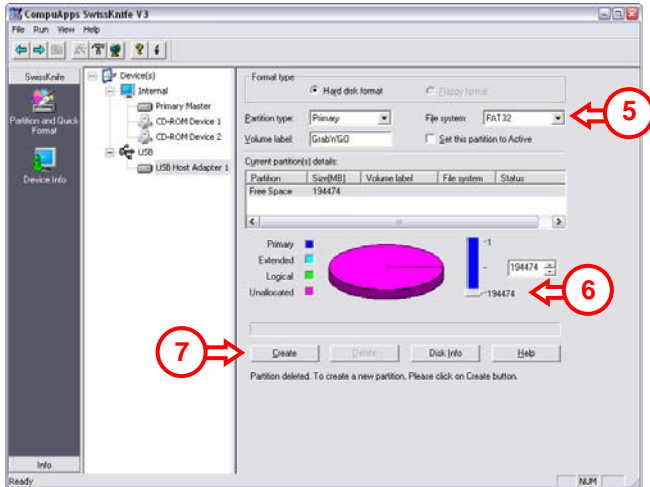 CompuApps SwissKnife V3
File Run View Help
SwissKnife
Partition and Quick
Format
Device Info
Info
Device(s)
Internal
Primary Master
CD-ROM Device 1
CD-ROM Device 2
USB
USB Host Adapter 1
Format type
Hard disk format
Floppy format
Partition type: Primary
File system: FAT32
5
Volume label: Grab'n'GO
Set this partition to Active
Current partition(s) details:
Partition Size[MB] Volume label File system Status
Free Space 194474
Primary
Extended
Logical
Unallocated
-1
-
194474
-194474
6
7
Create
Delete
Disk Info
Help
Partition deleted. To create a new partition, Please click on Create button.
Ready
NUM